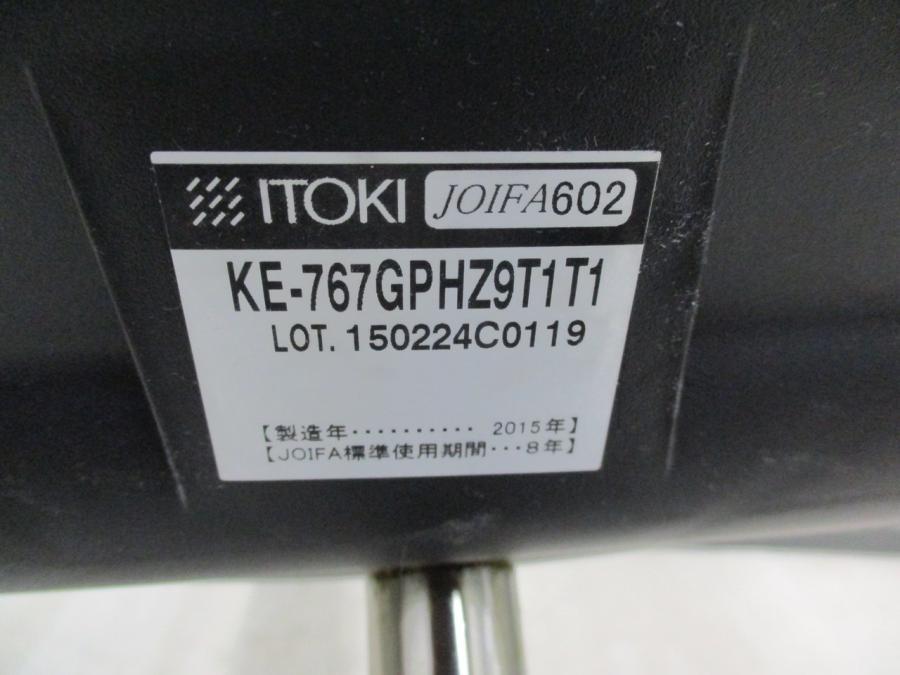 ITOKI JOIFA602
KE-767GPHZ9T1T1
LOT. 150224C0119
【製造年·········· 2015年】
【JOIFA標準使用期間···8年】